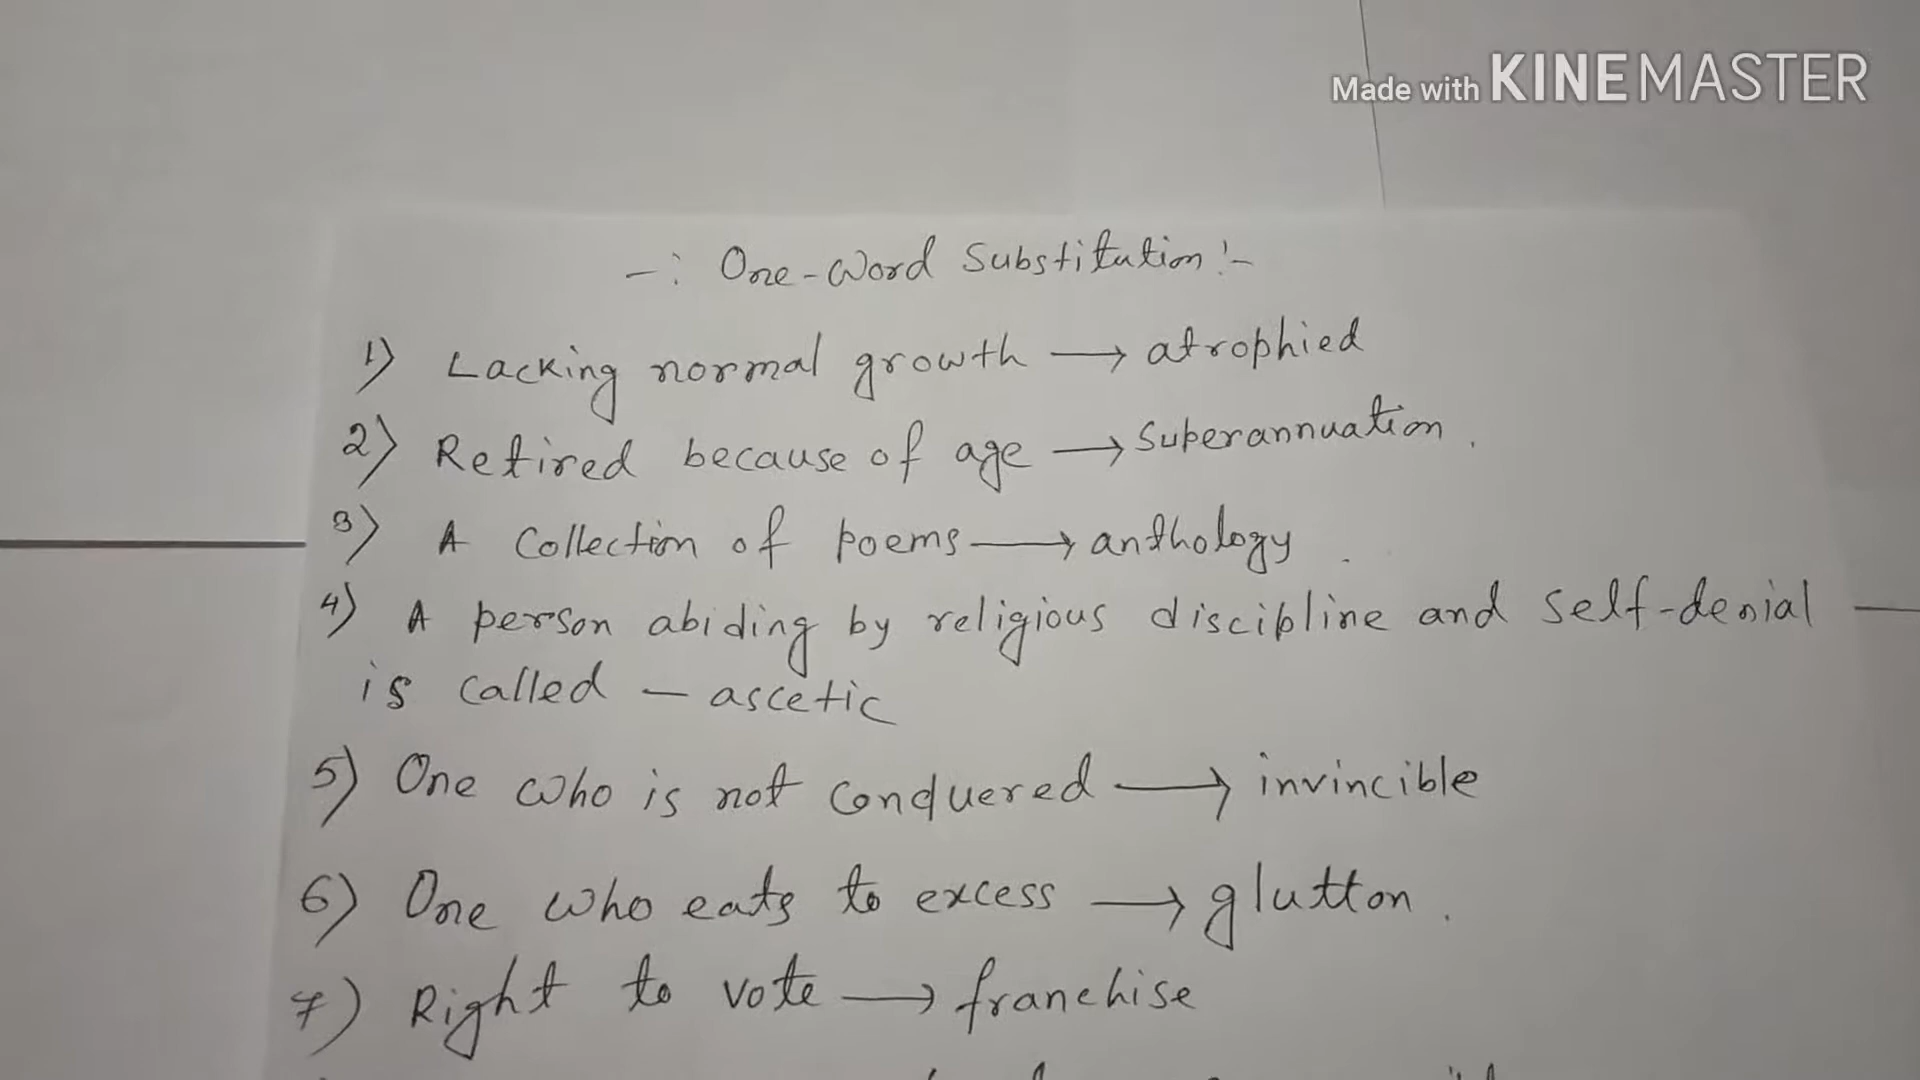 Made with KINEMASTER
-: One-Word Substitution:-
1) Lacking normal growth → atrophied
2) Retired because of age → Superannuation.
3) A Collection of poems → anthology.
4) A person abiding by religious discipline and self-denial
is called - ascetic
5) One who is not conquered → invincible
6) One who eats to excess → glutton.
7) Right to vote → franchise